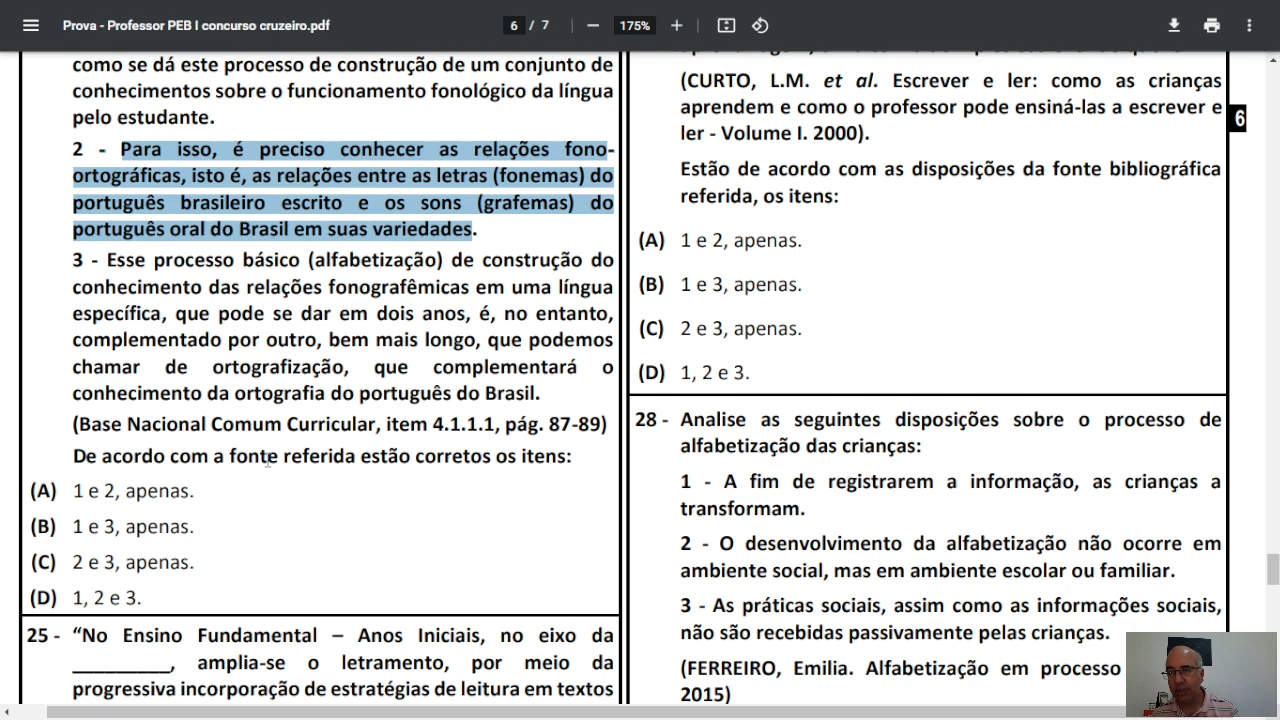 Prova - Professor PEB I concurso cruzeiro.pdf
6 / 7
175%
como se dá este processo de construção de um conjunto de
conhecimentos sobre o funcionamento fonológico da língua
pelo estudante.
2 - Para isso, é preciso conhecer as relações fono-
ortográficas, isto é, as relações entre as letras (fonemas) do
português brasileiro escrito e os sons (grafemas) do
português oral do Brasil em suas variedades.
3 - Esse processo básico (alfabetização) de construção do
conhecimento das relações fonografêmicas em uma língua
específica, que pode se dar em dois anos, é, no entanto,
complementado por outro, bem mais longo, que podemos
chamar de ortografização, que complementará o
conhecimento da ortografia do português do Brasil.
(Base Nacional Comum Curricular, item 4.1.1.1, pág. 87-89)
De acordo com a fonte referida estão corretos os itens:
(A) 1 e 2, apenas.
(B) 1 e 3, apenas.
(C) 2 e 3, apenas.
(D) 1, 2 e 3.
25 - “No Ensino Fundamental – Anos Iniciais, no eixo da
_________, amplia-se o letramento, por meio da
progressiva incorporação de estratégias de leitura em textos
(CURTO, L.M. et al. Escrever e ler: como as crianças
aprendem e como o professor pode ensiná-las a escrever e
ler - Volume I. 2000).
Estão de acordo com as disposições da fonte bibliográfica
referida, os itens:
(A) 1 e 2, apenas.
(B) 1 e 3, apenas.
(C) 2 e 3, apenas.
(D) 1, 2 e 3.
28 - Analise as seguintes disposições sobre o processo de
alfabetização das crianças:
1 - A fim de registrarem a informação, as crianças a
transformam.
2 - O desenvolvimento da alfabetização não ocorre em
ambiente social, mas em ambiente escolar ou familiar.
3 - As práticas sociais, assim como as informações sociais,
não são recebidas passivamente pelas crianças.
(FERREIRO, Emilia. Alfabetização em processo
2015)
6